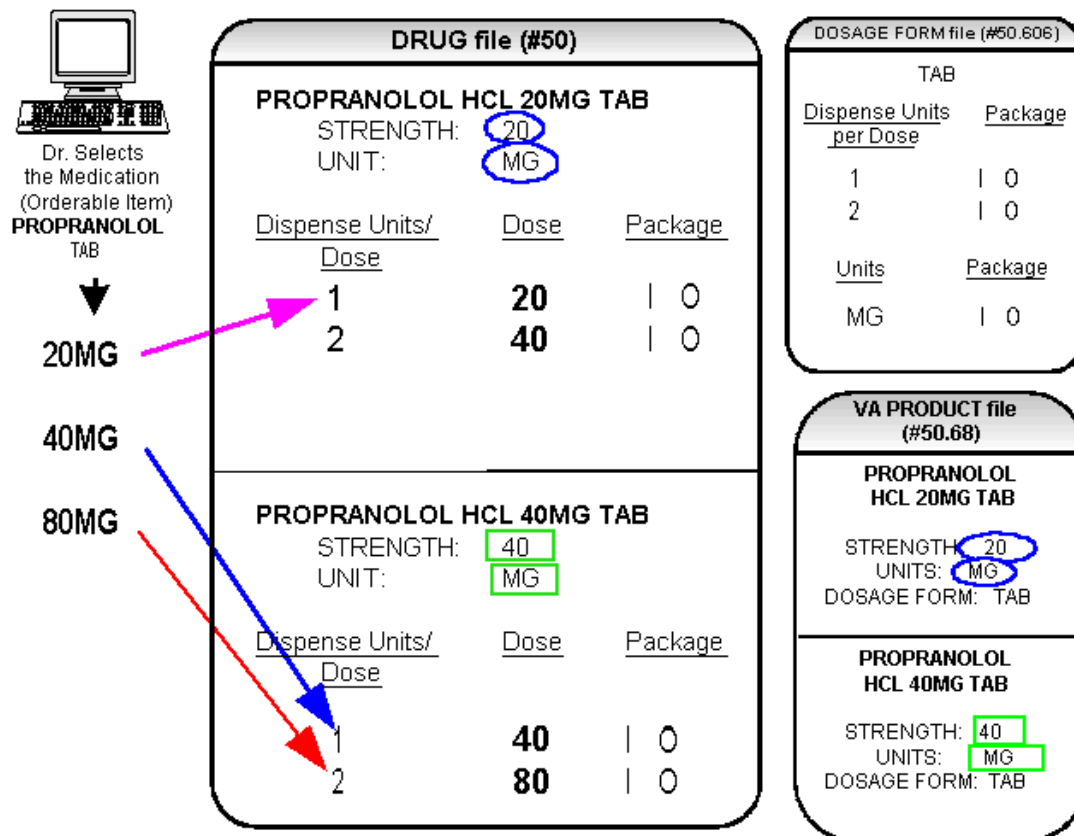 Dr. Selects
the Medication
(Orderable Item)
PROPRANOLOL
TAB
20MG
40MG
80MG
DRUG file (#50)
PROPRANOLOL HCL 20MG TAB
STRENGTH: 20
UNIT: MG
Dispense Units/ Dose Package
Dose
1 20 I O
2 40 I O
PROPRANOLOL HCL 40MG TAB
STRENGTH: 40
UNIT: MG
Dispense Units/ Dose Package
Dose
1 40 I O
2 80 I O
DOSAGE FORM file (#50.606)
TAB
Dispense Units Package
per Dose
1 I O
2 I O
Units Package
MG I O
VA PRODUCT file
(#50.68)
PROPRANOLOL
HCL 20MG TAB
STRENGTH 20
UNITS: MG
DOSAGE FORM: TAB
PROPRANOLOL
HCL 40MG TAB
STRENGTH: 40
UNITS: MG
DOSAGE FORM: TAB